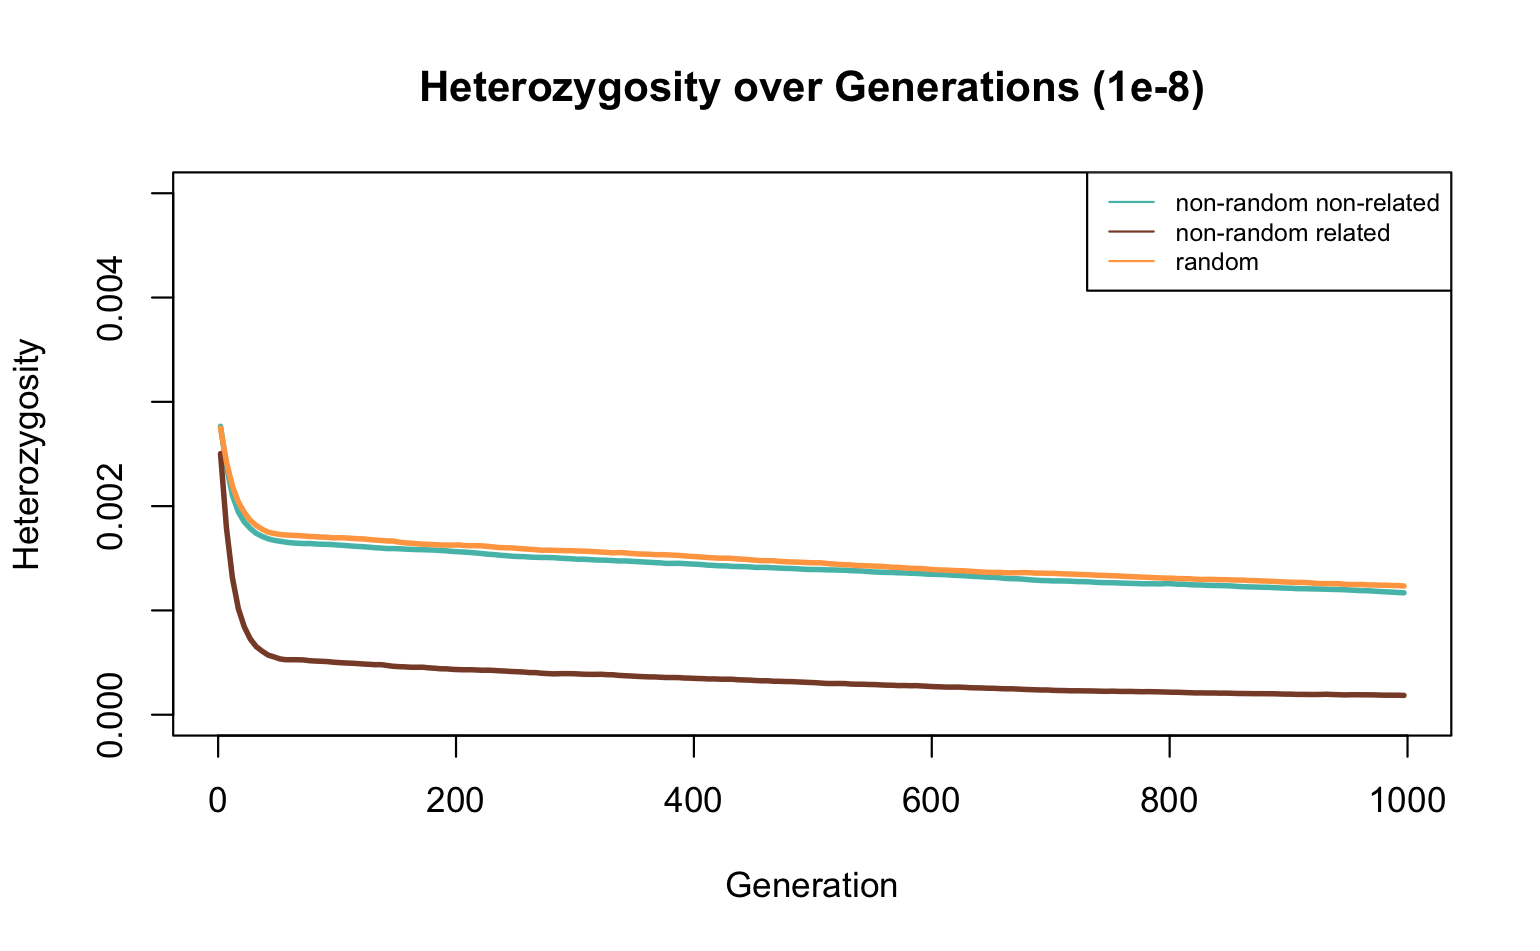 Heterozygosity over Generations (1e-8)
non-random non-related
non-random related
random
Heterozygosity
0.004
0.002
0.000
0 200 400 600 800 1000
Generation